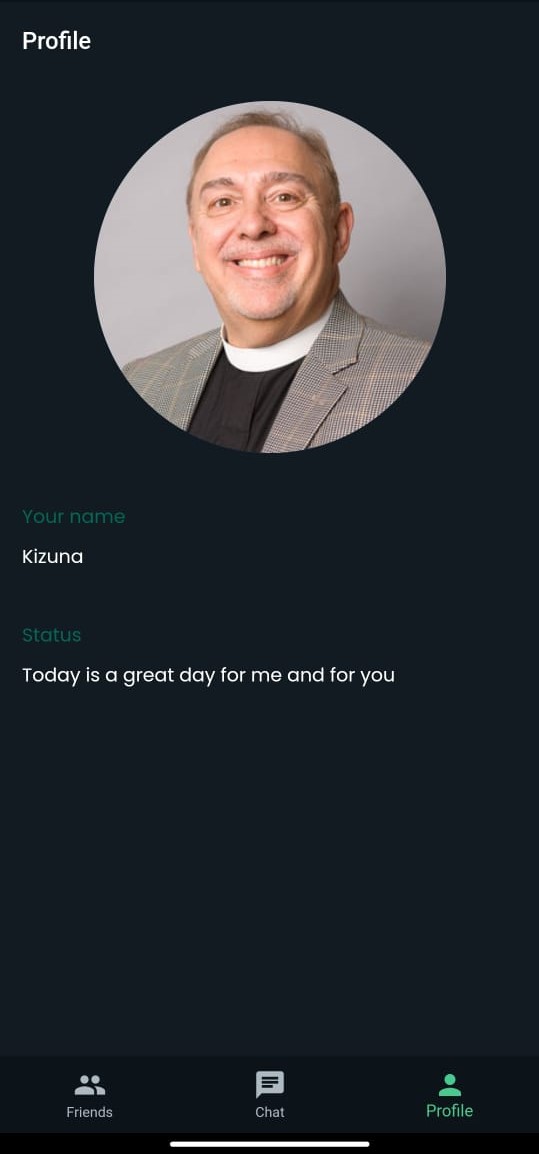 Profile
Your name
Kizuna
Status
Today is a great day for me and for you
Friends
Chat
Profile